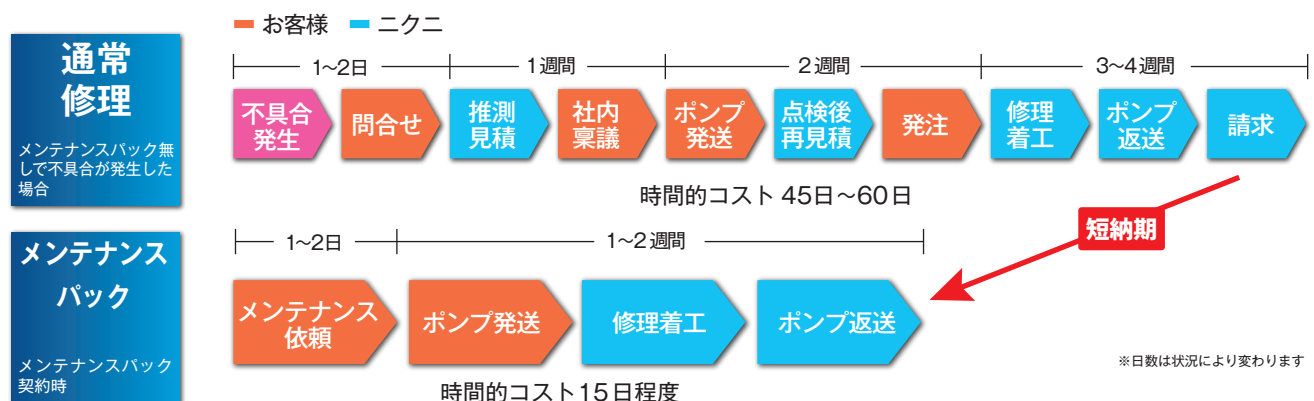 お客様 ニクニ
通常
修理
メンテナンスパック無
しで不具合が発生した
場合
1〜2日 1週間 2週間 3〜4週間
不具合
発生
問合せ
推測
見積
社内
稟議
ポンプ
発送
点検後
再見積
発注
修理
着工
ポンプ
返送
請求
時間的コスト 45日〜60日
短納期
メンテナンス
パック
メンテナンスパック
契約時
1〜2日 1〜2週間
メンテナンス
依頼
ポンプ発送
修理着工
ポンプ返送
時間的コスト15日程度
※日数は状況により変わります